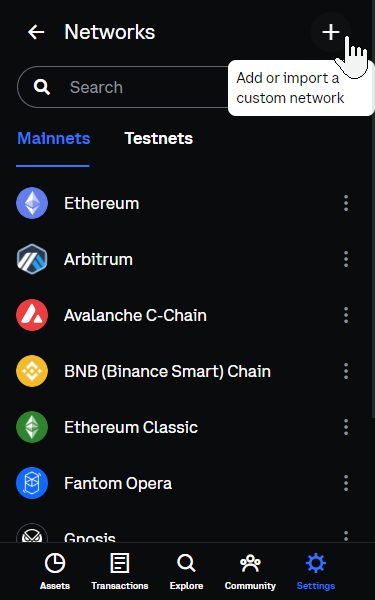 Networks
Add or import a
custom network
Search
Mainnets Testnets
Ethereum
Arbitrum
Avalanche C-Chain
BNB (Binance Smart) Chain
Ethereum Classic
Fantom Opera
Gnosis
Assets Transactions Explore Community Settings